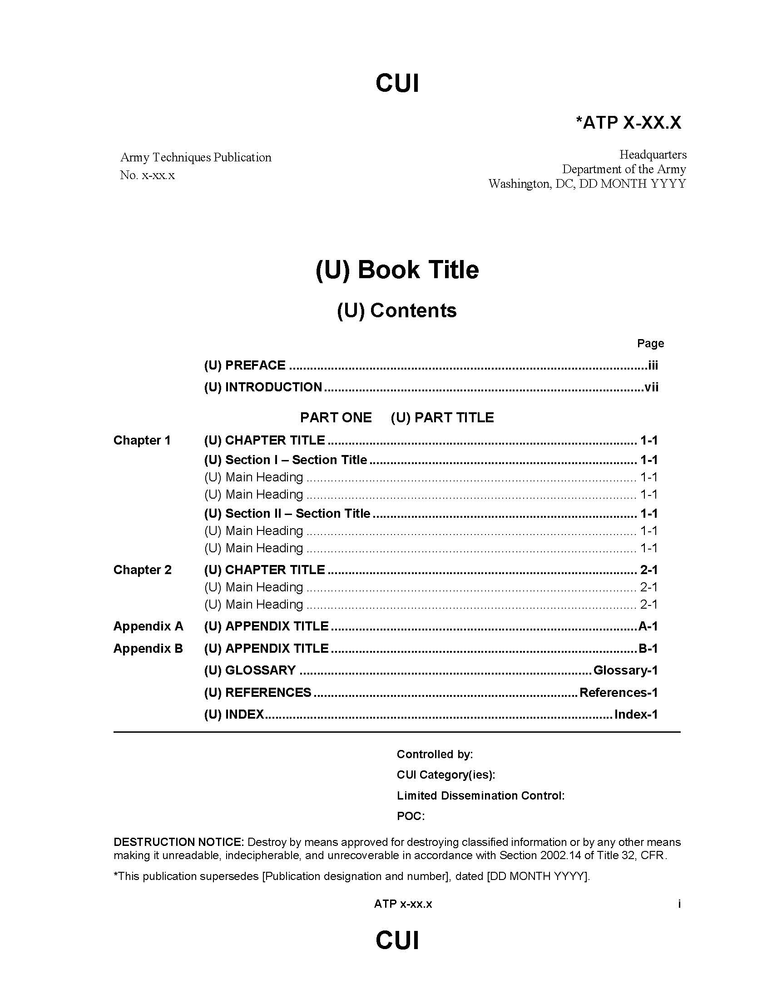 CUI
*ATP X-XX.X
Army Techniques Publication
No. x-xx.x
Headquarters
Department of the Army
Washington, DC, DD MONTH YYYY
(U) Book Title
(U) Contents
Page
(U) PREFACE ........................................................................................................iii
(U) INTRODUCTION.............................................................................................vii
PART ONE (U) PART TITLE
Chapter 1 (U) CHAPTER TITLE .......................................................................................... 1-1
(U) Section I – Section Title ............................................................................. 1-1
(U) Main Heading ................................................................................................ 1-1
(U) Main Heading ................................................................................................ 1-1
(U) Section II – Section Title ............................................................................ 1-1
(U) Main Heading ................................................................................................ 1-1
(U) Main Heading ................................................................................................ 1-1
Chapter 2 (U) CHAPTER TITLE .......................................................................................... 2-1
(U) Main Heading ................................................................................................ 2-1
(U) Main Heading ................................................................................................ 2-1
Appendix A (U) APPENDIX TITLE ........................................................................................A-1
Appendix B (U) APPENDIX TITLE ........................................................................................B-1
(U) GLOSSARY ....................................................................................Glossary-1
(U) REFERENCES ............................................................................References-1
(U) INDEX....................................................................................................Index-1
Controlled by:
CUI Category(ies):
Limited Dissemination Control:
POC:
DESTRUCTION NOTICE: Destroy by means approved for destroying classified information or by any other means
making it unreadable, indecipherable, and unrecoverable in accordance with Section 2002.14 of Title 32, CFR.
*This publication supersedes [Publication designation and number], dated [DD MONTH YYYY].
ATP x-xx.x i
CUI